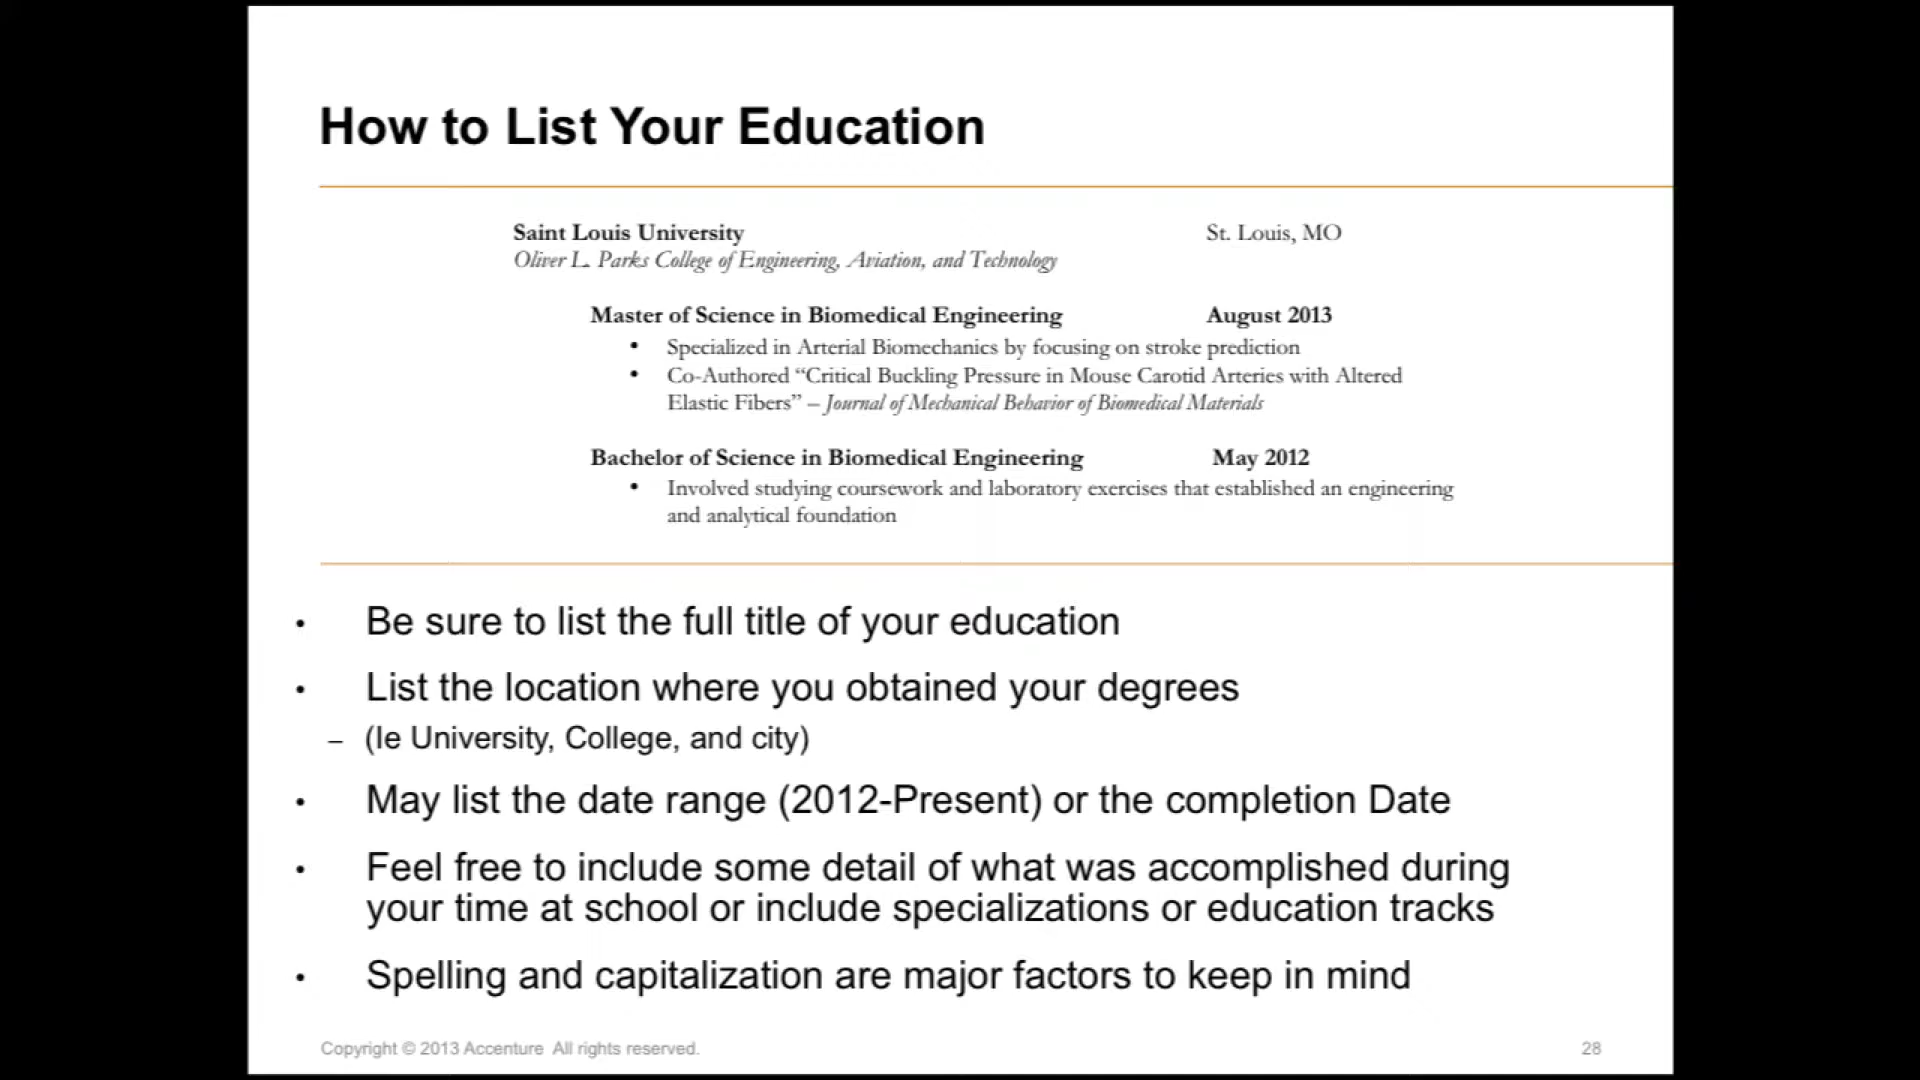 How to List Your Education
Saint Louis University St. Louis, MO
Oliver L. Parks College of Engineering, Aviation, and Technology
Master of Science in Biomedical Engineering August 2013
• Specialized in Arterial Biomechanics by focusing on stroke prediction
• Co-Authored “Critical Buckling Pressure in Mouse Carotid Arteries with Altered
Elastic Fibers” – Journal of Mechanical Behavior of Biomedical Materials
Bachelor of Science in Biomedical Engineering May 2012
• Involved studying coursework and laboratory exercises that established an engineering
and analytical foundation
• Be sure to list the full title of your education
• List the location where you obtained your degrees
– (Ie University, College, and city)
• May list the date range (2012-Present) or the completion Date
• Feel free to include some detail of what was accomplished during
your time at school or include specializations or education tracks
• Spelling and capitalization are major factors to keep in mind
Copyright © 2013 Accenture All rights reserved. 28